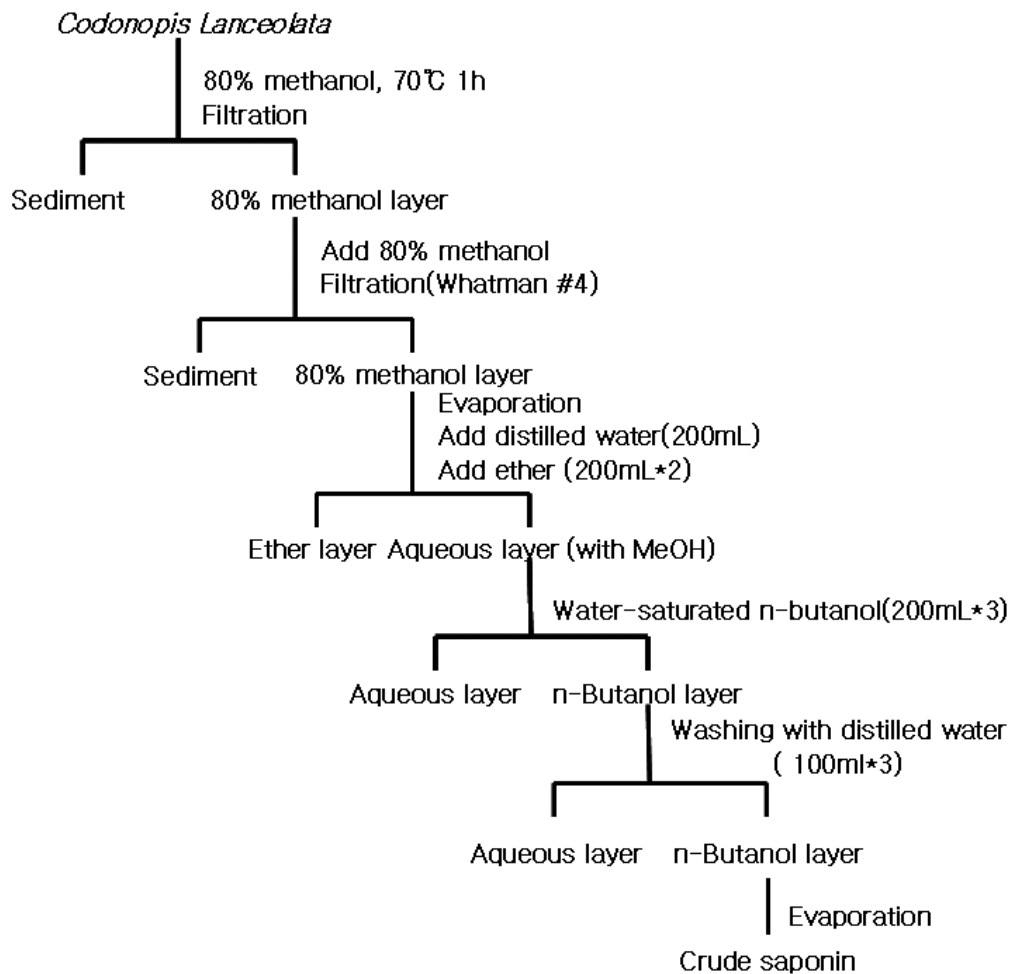 Codonopis Lanceolata
80% methanol, 70℃ 1h
Filtration
Sediment 80% methanol layer
Add 80% methanol
Filtration(Whatman #4)
Sediment 80% methanol layer
Evaporation
Add distilled water(200mL)
Add ether (200mL*2)
Ether layer Aqueous layer (with MeOH)
Water-saturated n-butanol(200mL*3)
Aqueous layer n-Butanol layer
Washing with distilled water
( 100ml*3)
Aqueous layer n-Butanol layer
Evaporation
Crude saponin